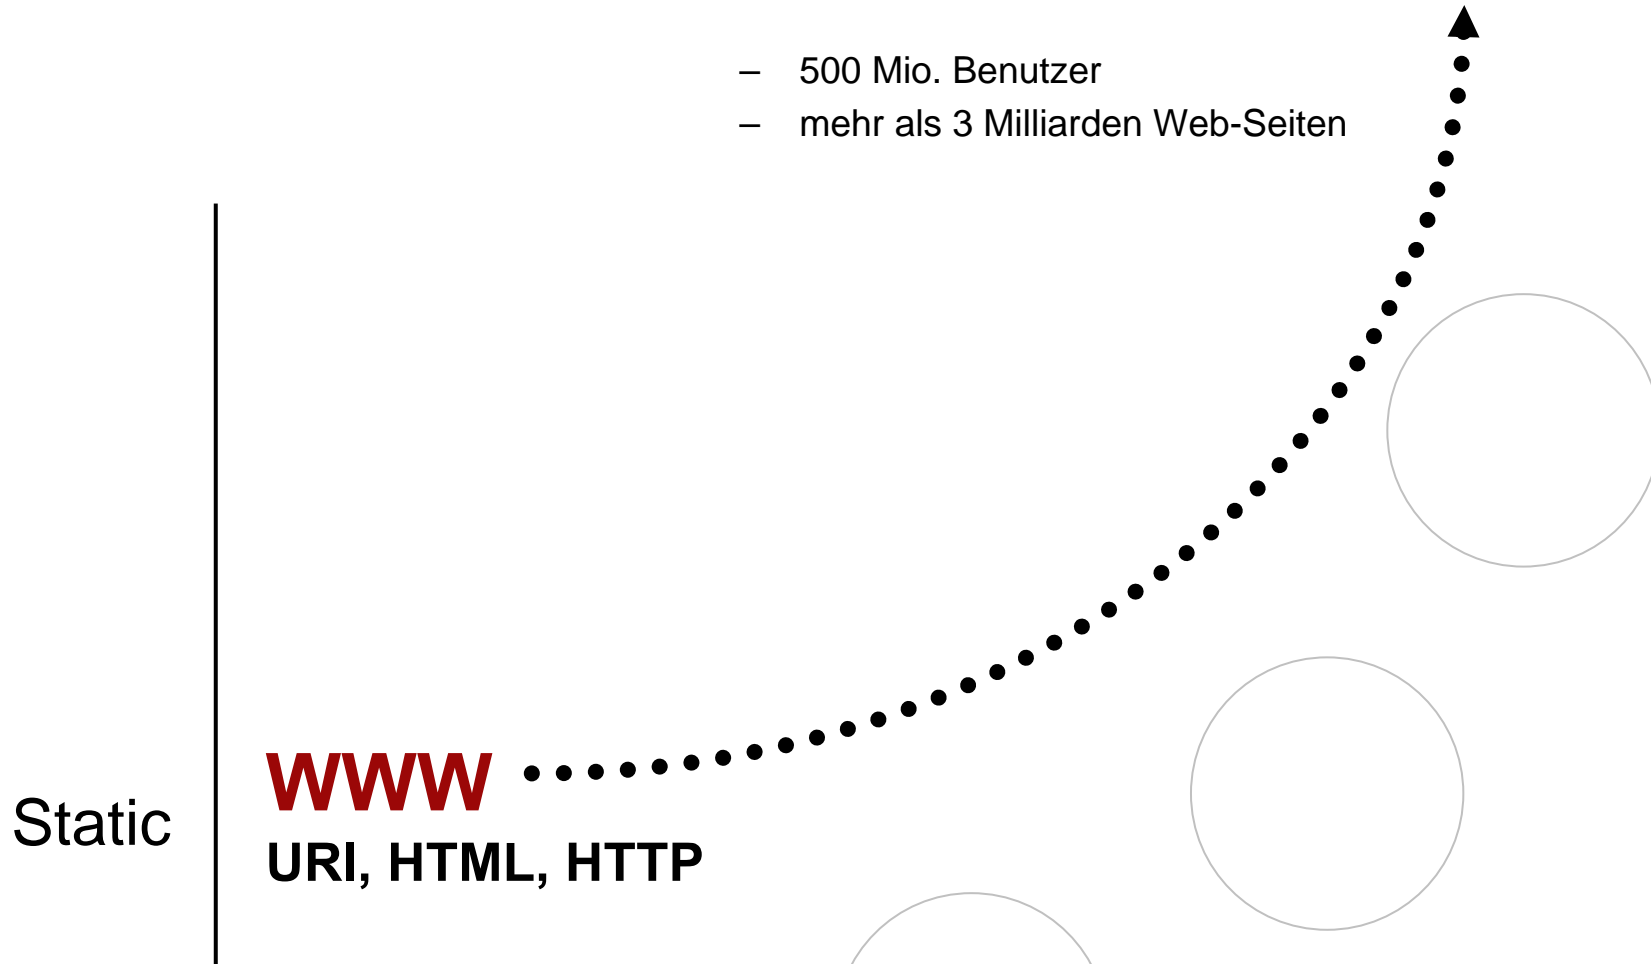 – 500 Mio. Benutzer
– mehr als 3 Milliarden Web-Seiten
WWW
Static
URI, HTML, HTTP